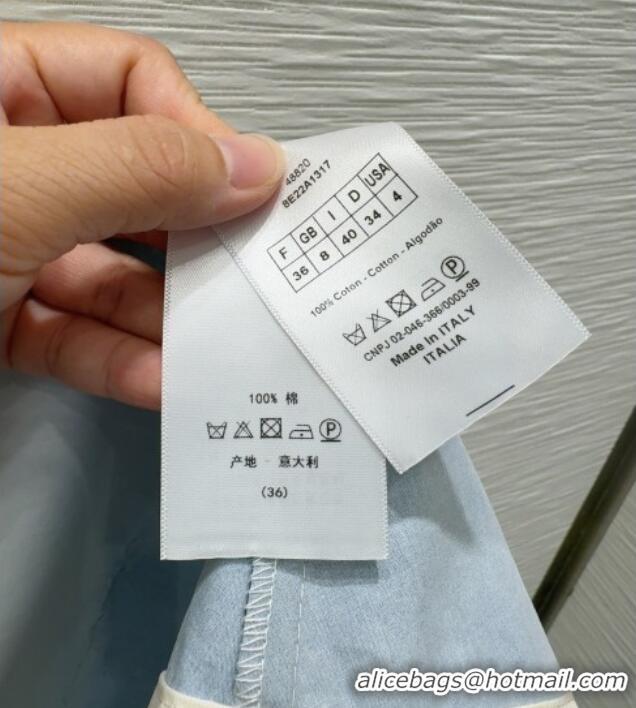 48820
8E22A1317
F GB I D USA
36 8 40 34 4
100% Coton - Cotton - Algodão
P
CNPJ 02-046-366/0003-99
Made in ITALY
ITALIA
100% 棉
P
产地 - 意大利
(36)
alicebags@hotmail.com